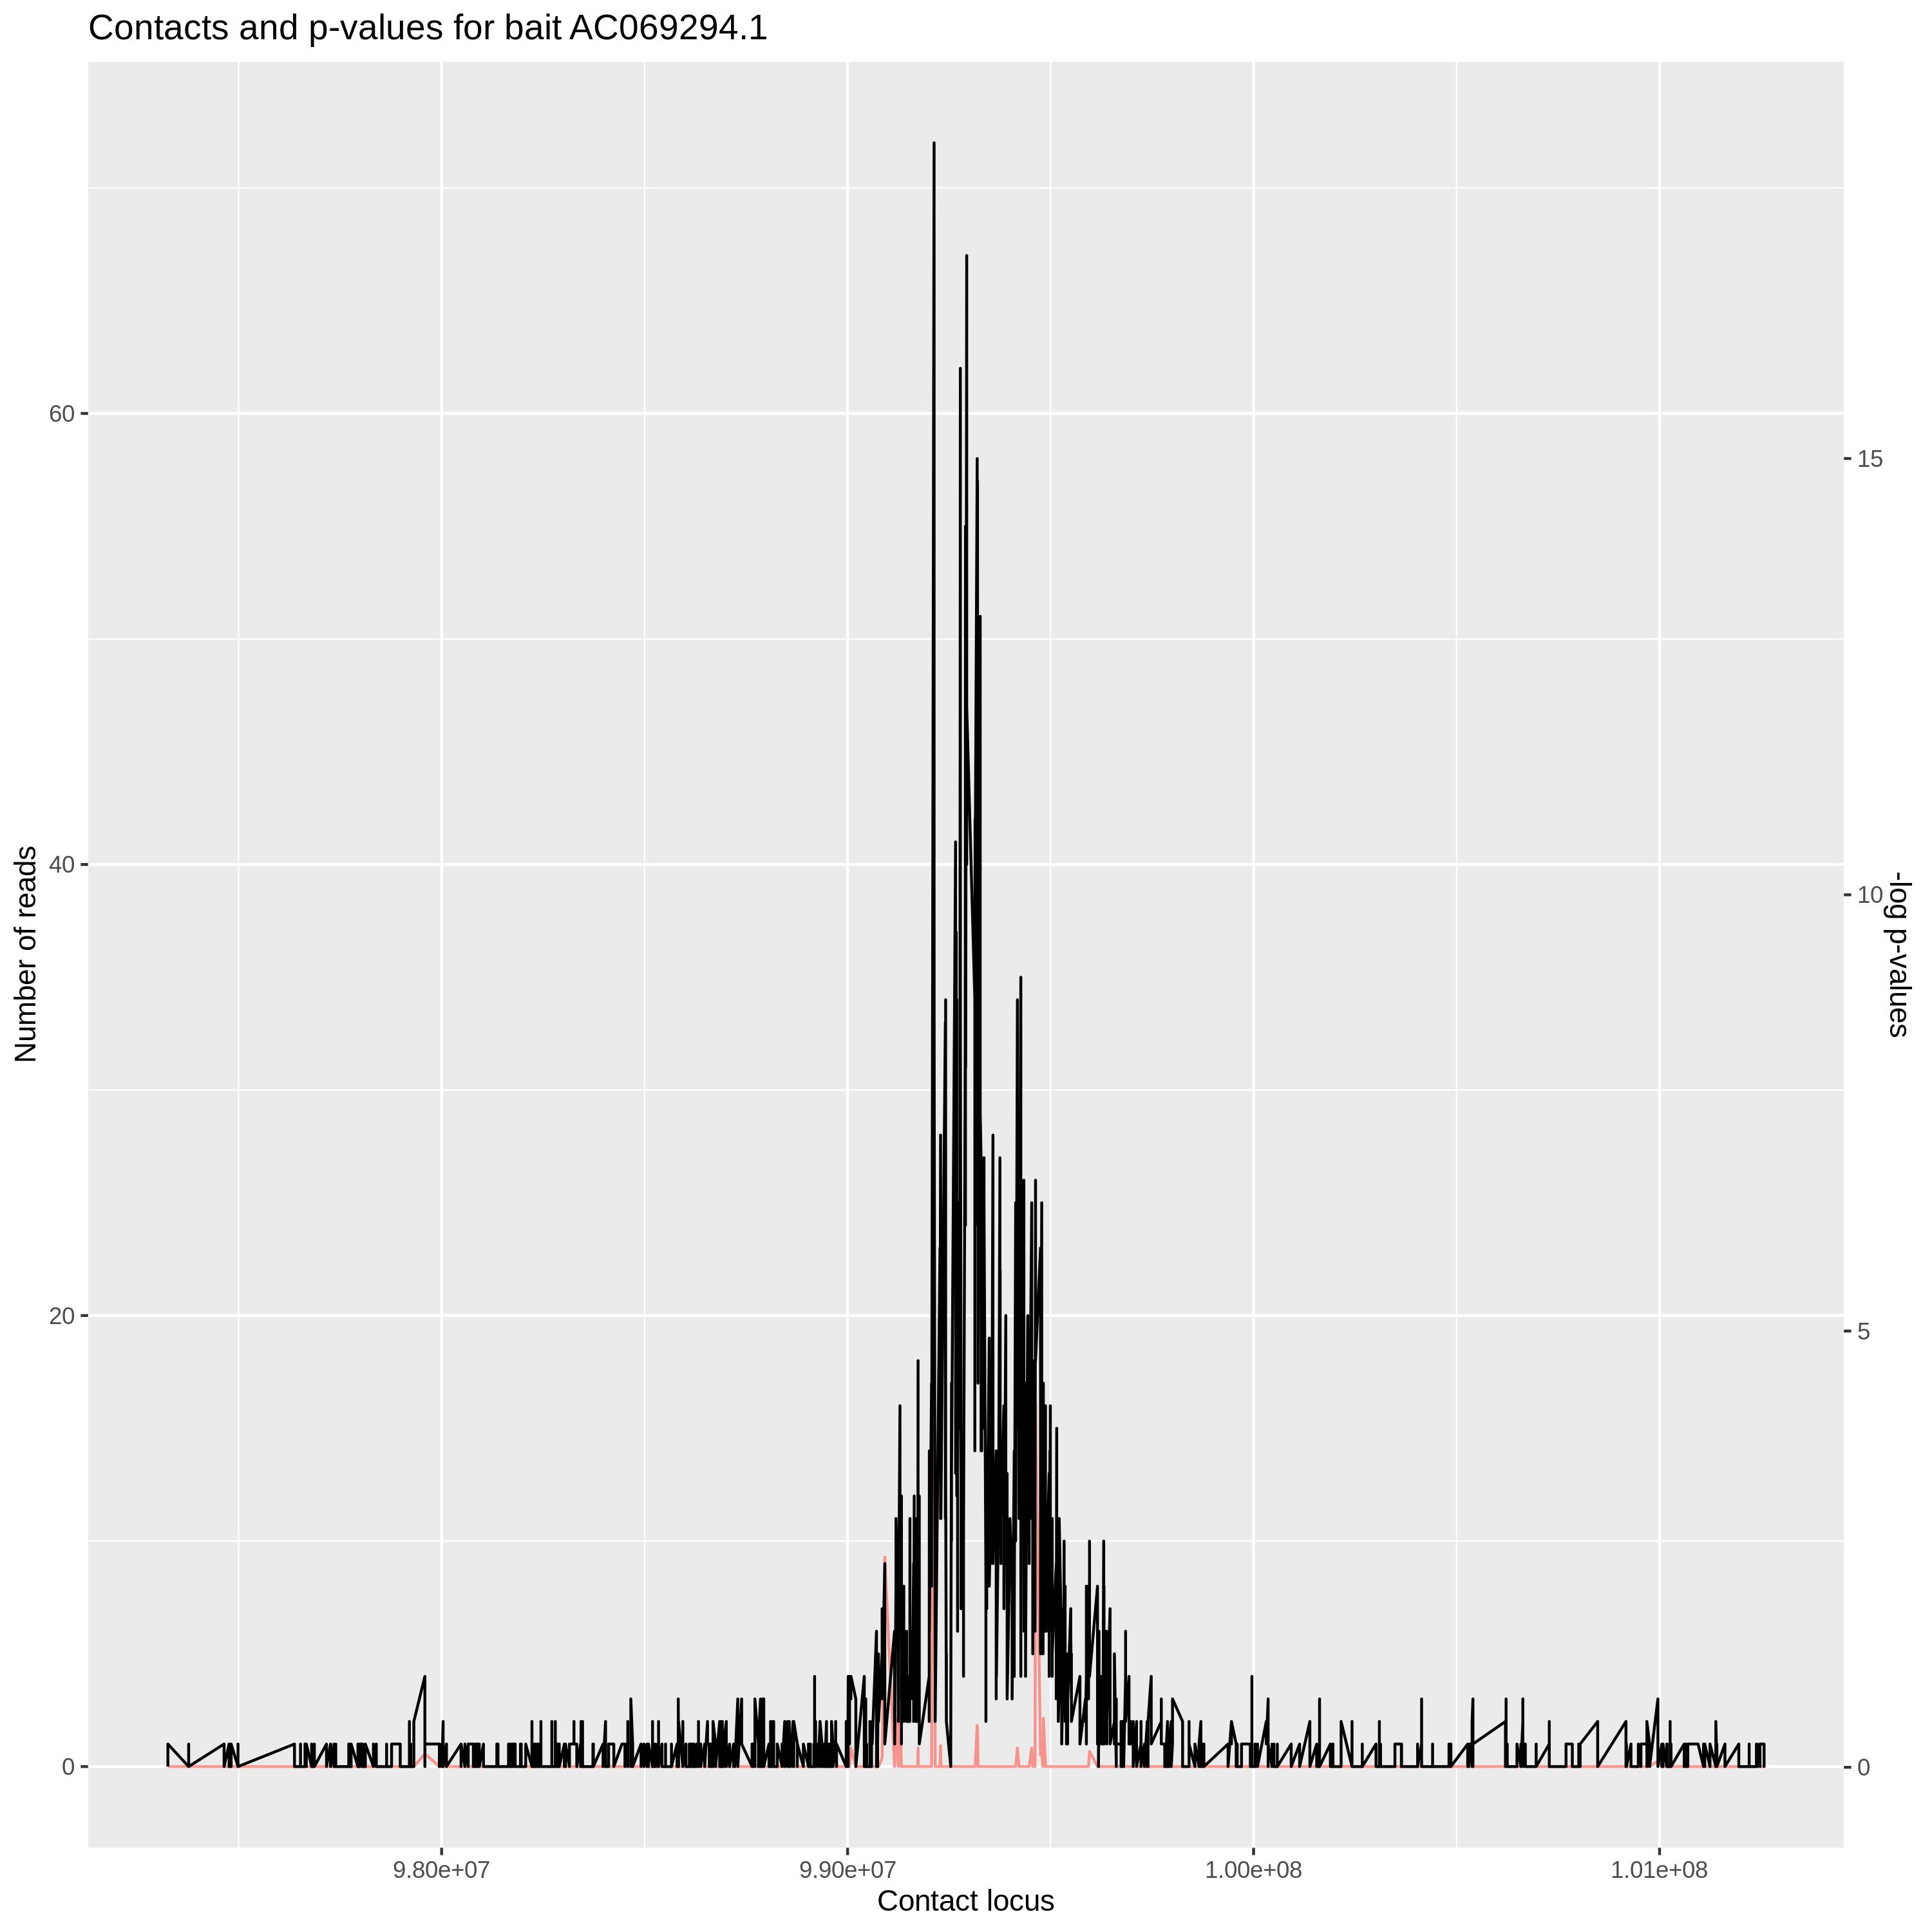 Contacts and p-values for bait AC069294.1
Number of reads
60
40
20
0
15
10
5
0
-log p-values
9.80e+07
9.90e+07
1.00e+08
1.01e+08
Contact locus